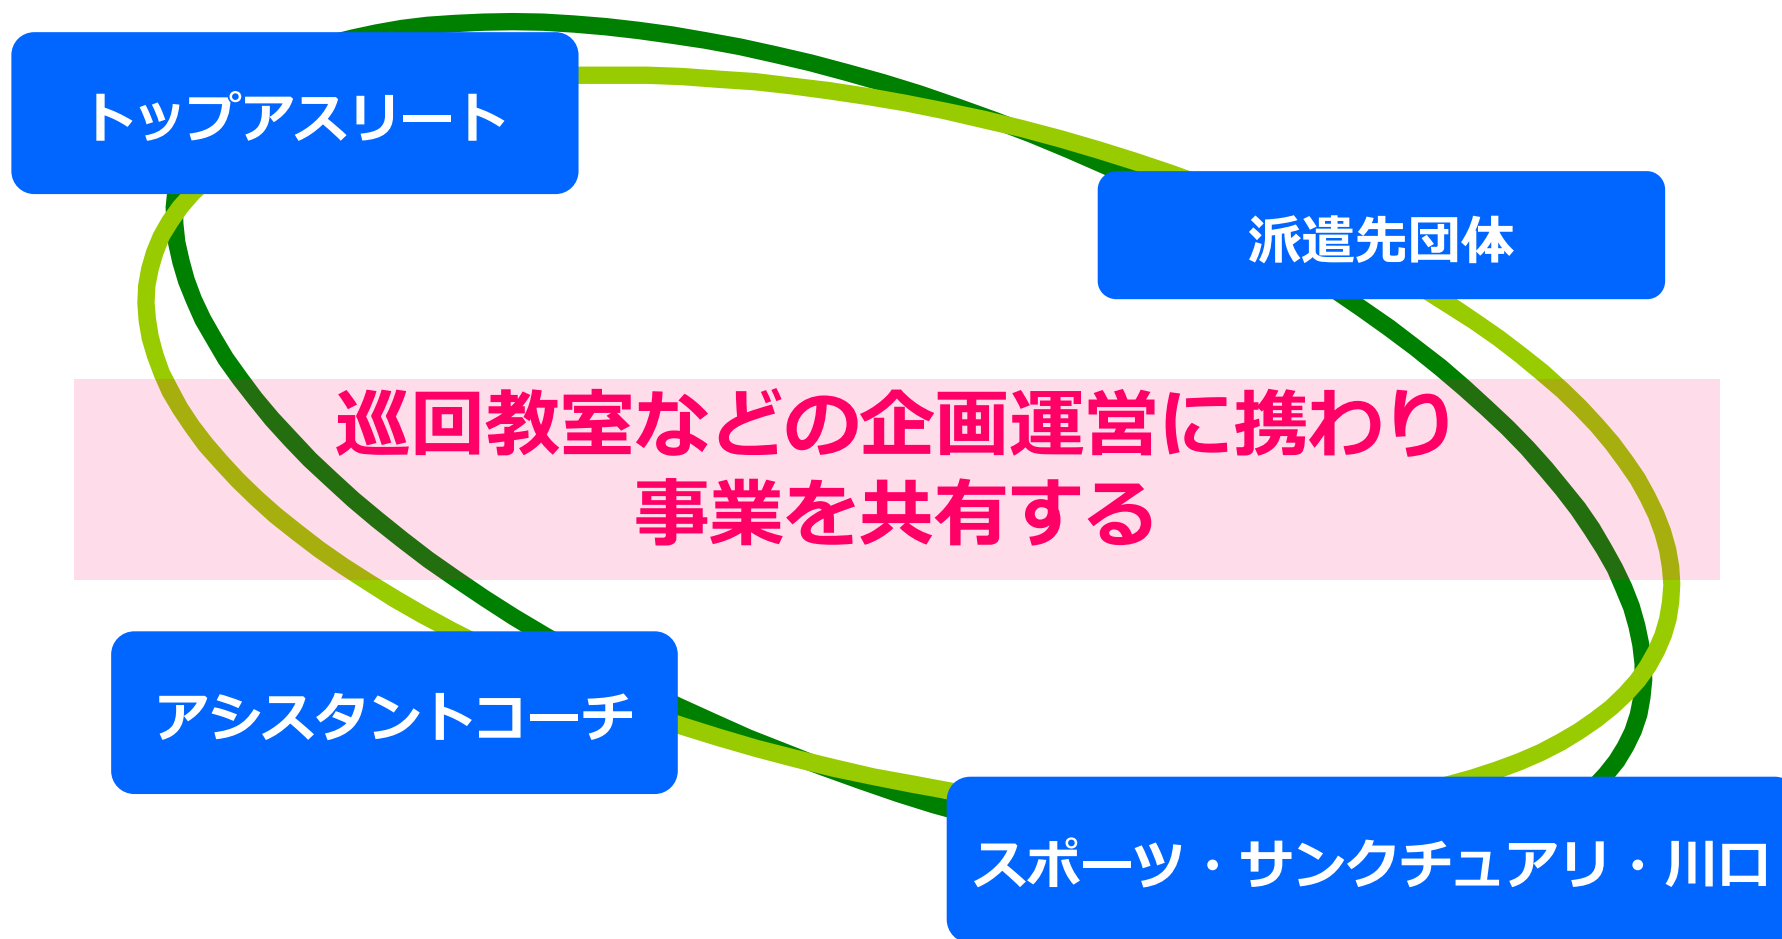 トップアスリート
派遣先団体
巡回教室などの企画運営に携わり
事業を共有する
アシスタントコーチ
スポーツ・サンクチュアリ・川口